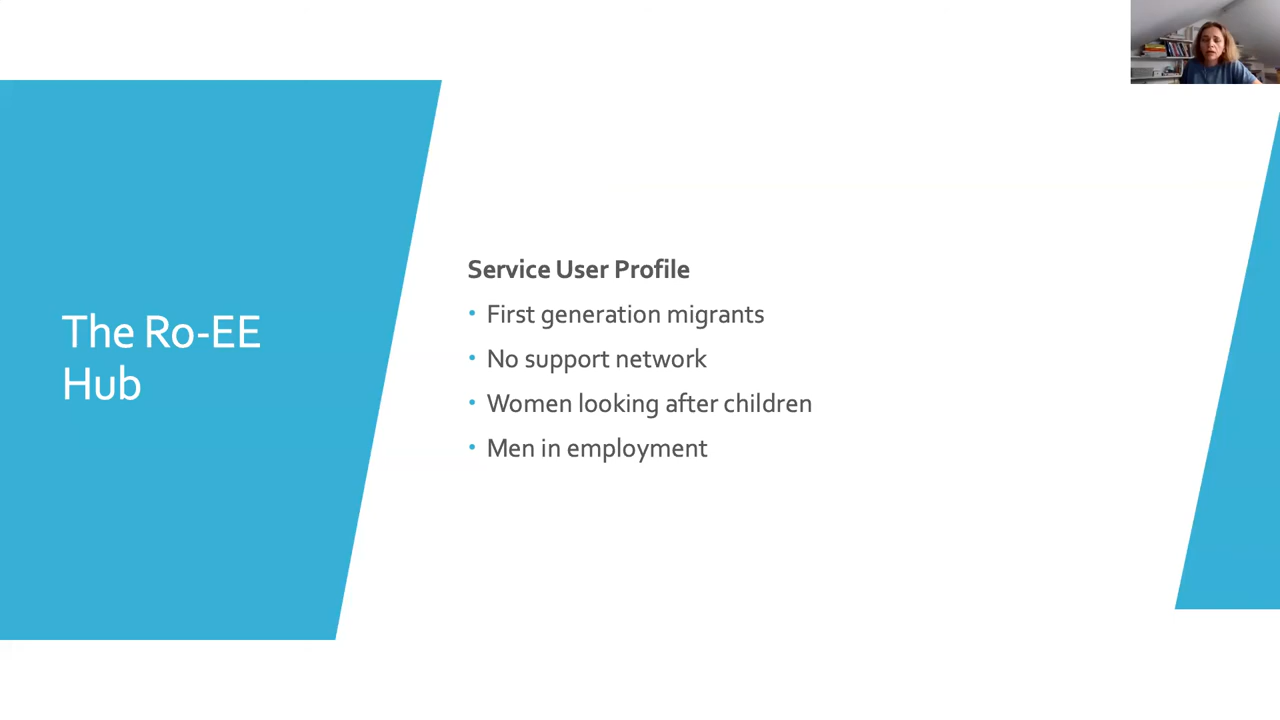 The Ro-EE
Hub
Service User Profile
• First generation migrants
• No support network
• Women looking after children
• Men in employment